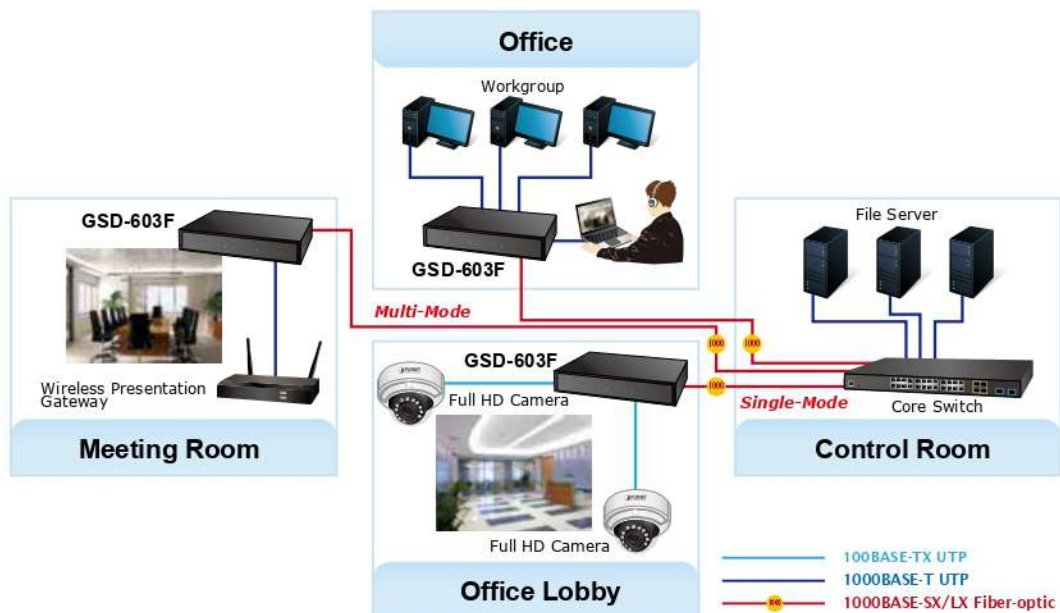 Office
Workgroup
GSD-603F
GSD-603F
File Server
Multi-Mode
1000
1000
Wireless Presentation
Gateway
Meeting Room
GSD-603F
Full HD Camera
1000
Single-Mode
Core Switch
Control Room
Full HD Camera
Office Lobby
100BASE-TX UTP
1000BASE-T UTP
1000
1000BASE-SX/LX Fiber-optic